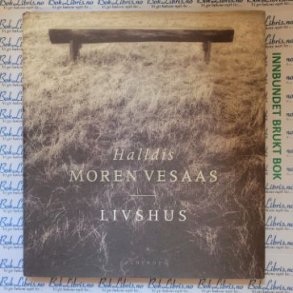 Halldis
MOREN VESAAS
LIVSHUS
INNBUNDET BRUKT BOK
BokLibris.no